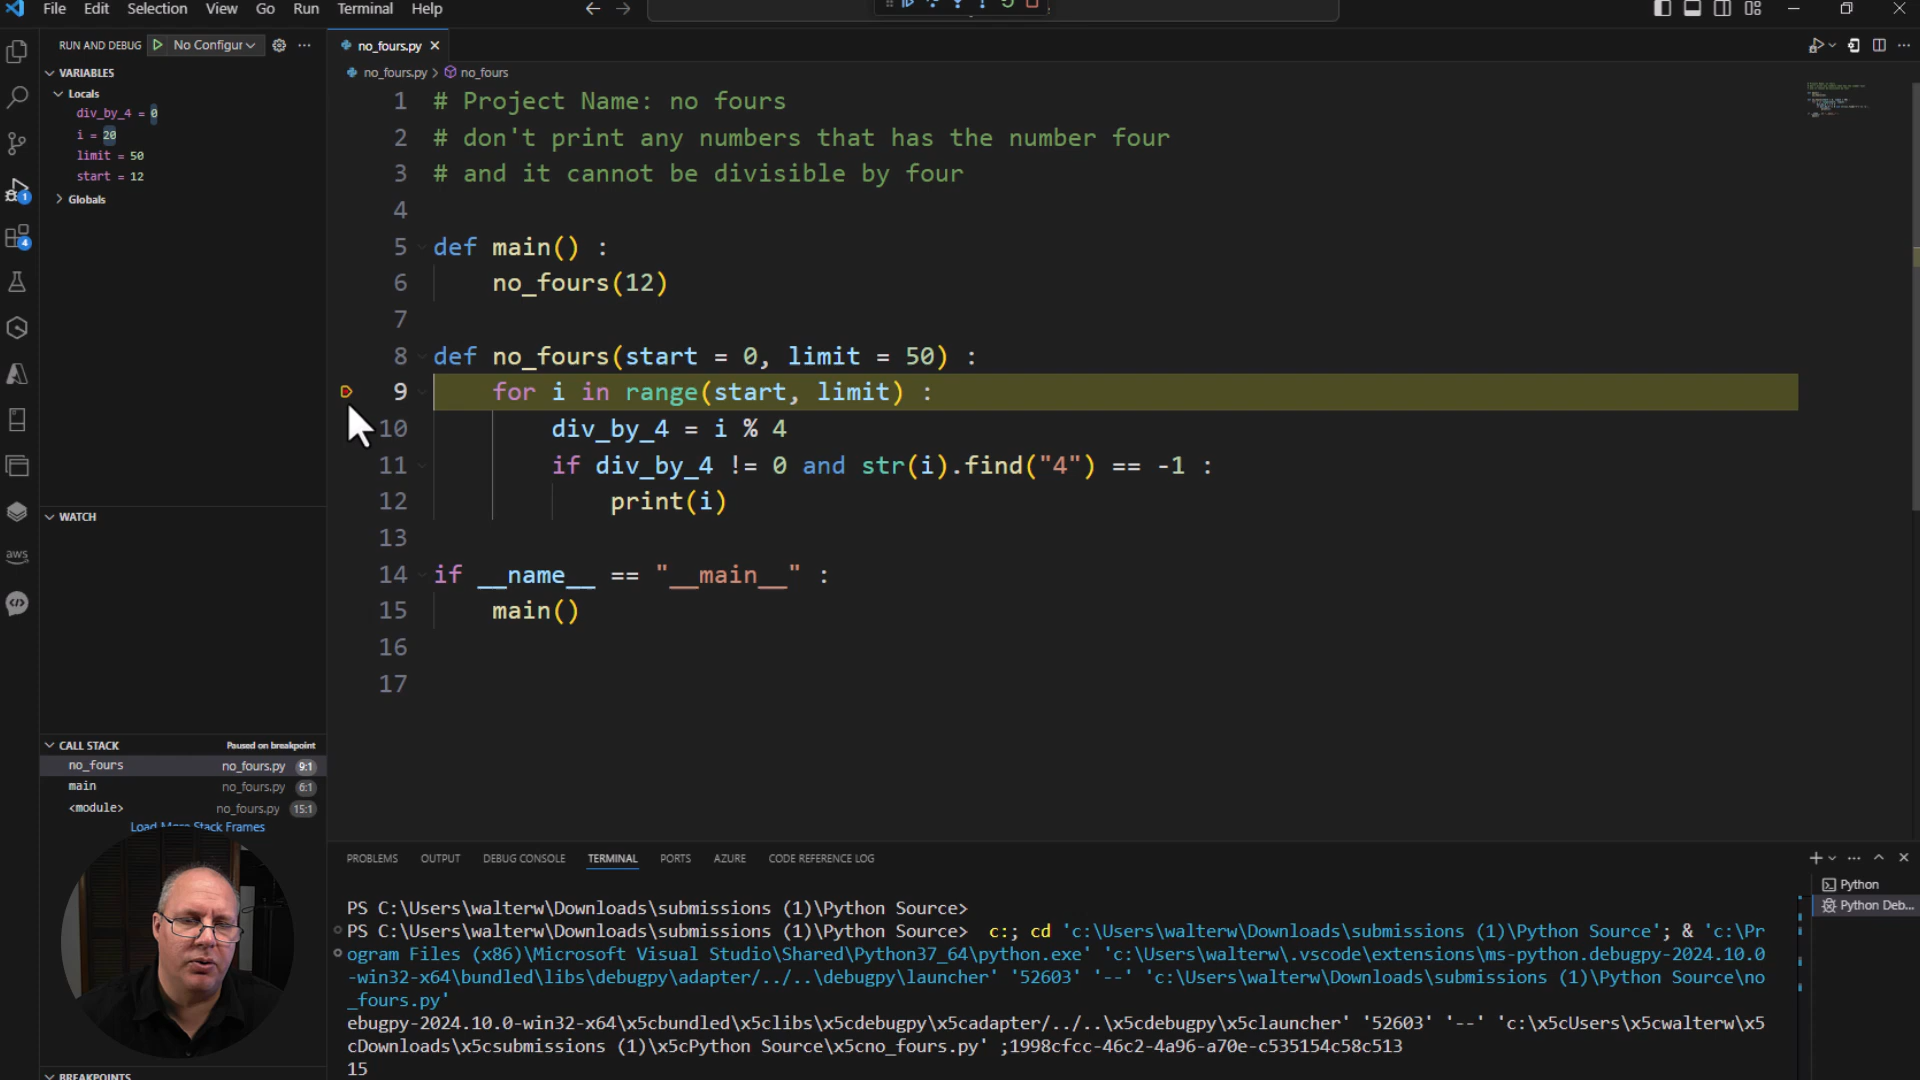 File Edit Selection View Go Run Terminal Help
RUN AND DEBUG No Configur
no_fours.py
VARIABLES
Locals
div_by_4 = 0
i = 20
limit = 50
start = 12
Globals
no_fours.py > no_fours
1 # Project Name: no fours
2 # don't print any numbers that has the number four
3 # and it cannot be divisible by four
4
5 def main() :
6 no_fours(12)
7
8 def no_fours(start = 0, limit = 50) :
9 for i in range(start, limit) :
10 div_by_4 = i % 4
11 if div_by_4 != 0 and str(i).find("4") == -1 :
12 print(i)
13
14 if __name__ == "__main__" :
15 main()
16
17
1
4
aws
WATCH
CALL STACK Paused on breakpoint
no_fours no_fours.py 9:1
main no_fours.py 6:1
<module> no_fours.py 15:1
Load More Stack Frames
BREAKPOINTS
PROBLEMS OUTPUT DEBUG CONSOLE TERMINAL PORTS AZURE CODE REFERENCE LOG
Python
Python Deb...
PS C:\Users\walterw\Downloads\submissions (1)\Python Source>
PS C:\Users\walterw\Downloads\submissions (1)\Python Source> c:; cd 'c:\Users\walterw\Downloads\submissions (1)\Python Source'; & 'c:\Pr
ogram Files (x86)\Microsoft Visual Studio\Shared\Python37_64\python.exe' 'c:\Users\walterw\.vscode\extensions\ms-python.debugpy-2024.10.0
-win32-x64\bundled\libs\debugpy\adapter/../..\debugpy\launcher' '52603' '--' 'c:\Users\walterw\Downloads\submissions (1)\Python Source\no
_fours.py'
ebugpy-2024.10.0-win32-x64\x5cbundled\x5clibs\x5cdebugpy\x5cadapter/../..\x5cdebugpy\x5clauncher' '52603' '--' 'c:\x5cUsers\x5cwalterw\x5
cDownloads\x5csubmissions (1)\x5cPython Source\x5cno_fours.py' ;1998cfcc-46c2-4a96-a70e-c535154c58c513
15